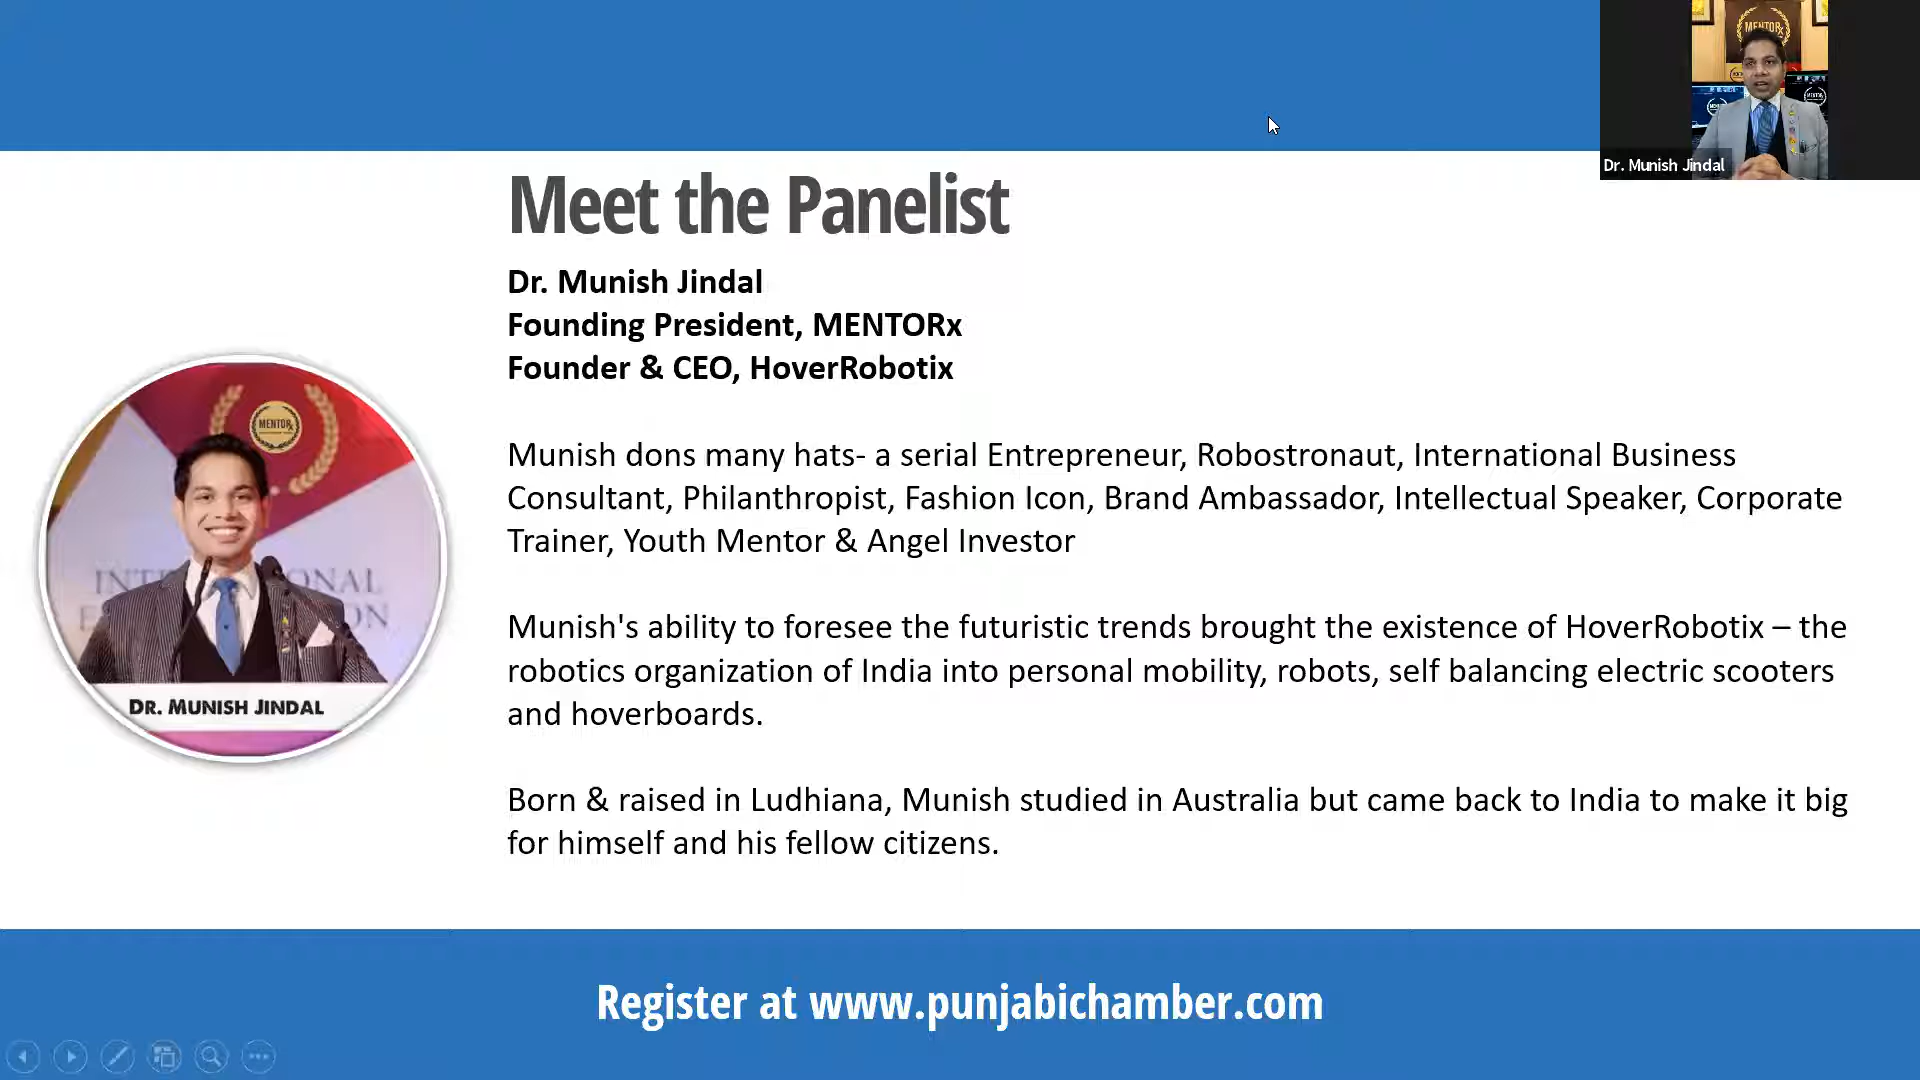 MENTORx
Dr. Munish Jindal
Meet the Panelist
Dr. Munish Jindal
Founding President, MENTORx
Founder & CEO, HoverRobotix
Munish dons many hats- a serial Entrepreneur, Robostronaut, International Business
Consultant, Philanthropist, Fashion Icon, Brand Ambassador, Intellectual Speaker, Corporate
Trainer, Youth Mentor & Angel Investor
Munish's ability to foresee the futuristic trends brought the existence of HoverRobotix – the
robotics organization of India into personal mobility, robots, self balancing electric scooters
and hoverboards.
Born & raised in Ludhiana, Munish studied in Australia but came back to India to make it big
for himself and his fellow citizens.
MENTORx
DR. MUNISH JINDAL
Register at www.punjabichamber.com